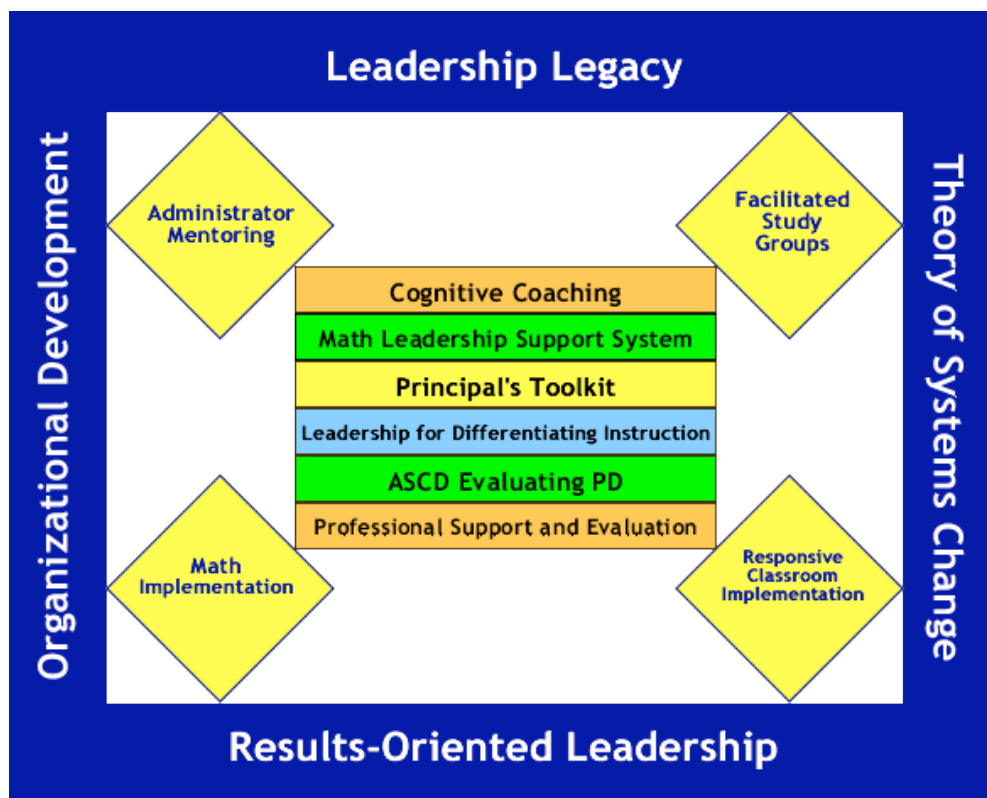 Leadership Legacy
Organizational Development
Theory of Systems Change
Administrator
Mentoring
Facilitated
Study
Groups
Cognitive Coaching
Math Leadership Support System
Principal's Toolkit
Leadership for Differentiating Instruction
ASCD Evaluating PD
Professional Support and Evaluation
Math
Implementation
Responsive
Classroom
Implementation
Results-Oriented Leadership